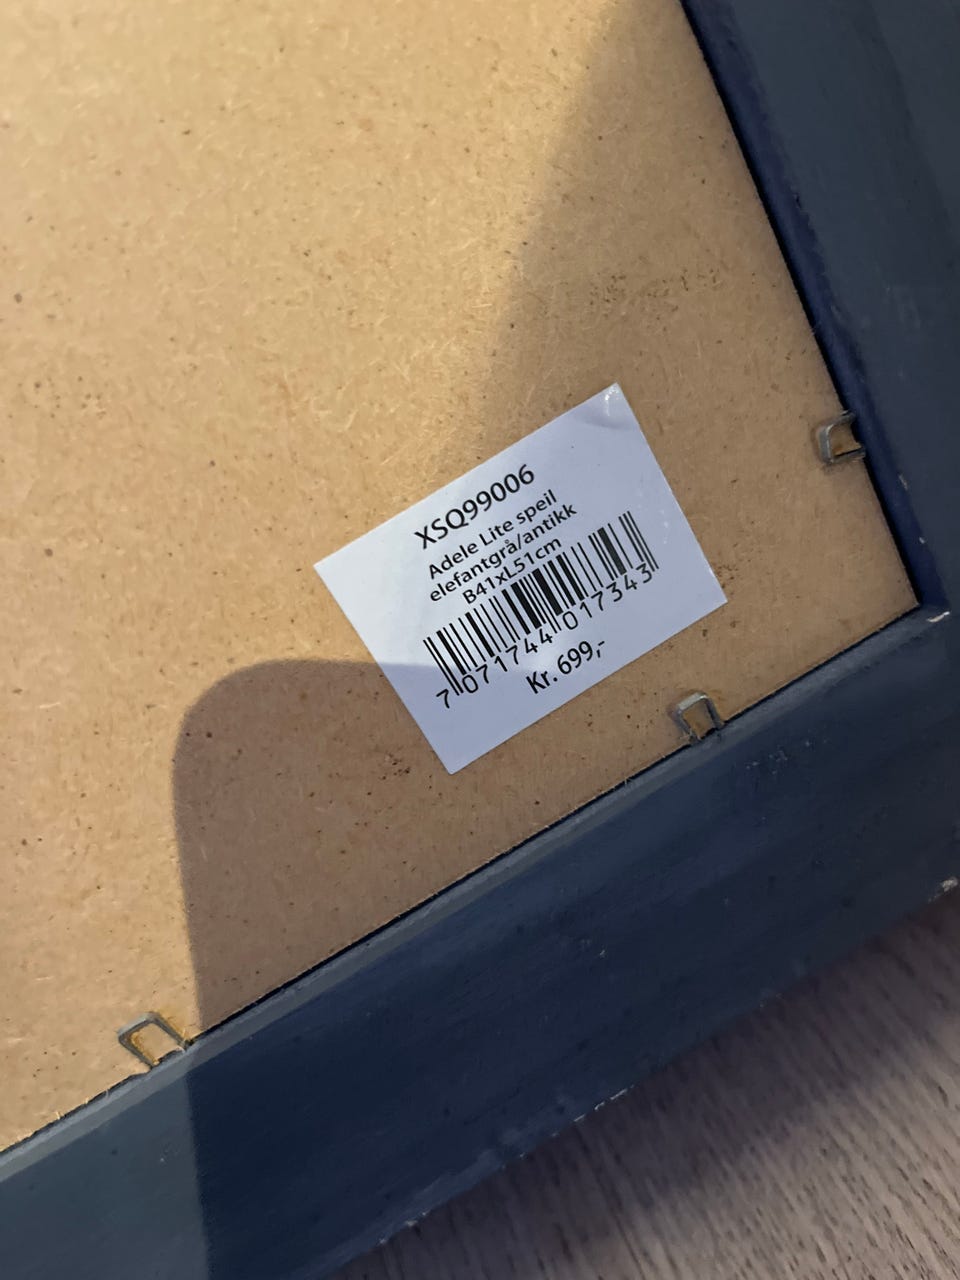 XSQ99006
Adele Lite speil
elefantgrå/antikk
B41xL51cm
7 071744 017343
Kr. 699,-